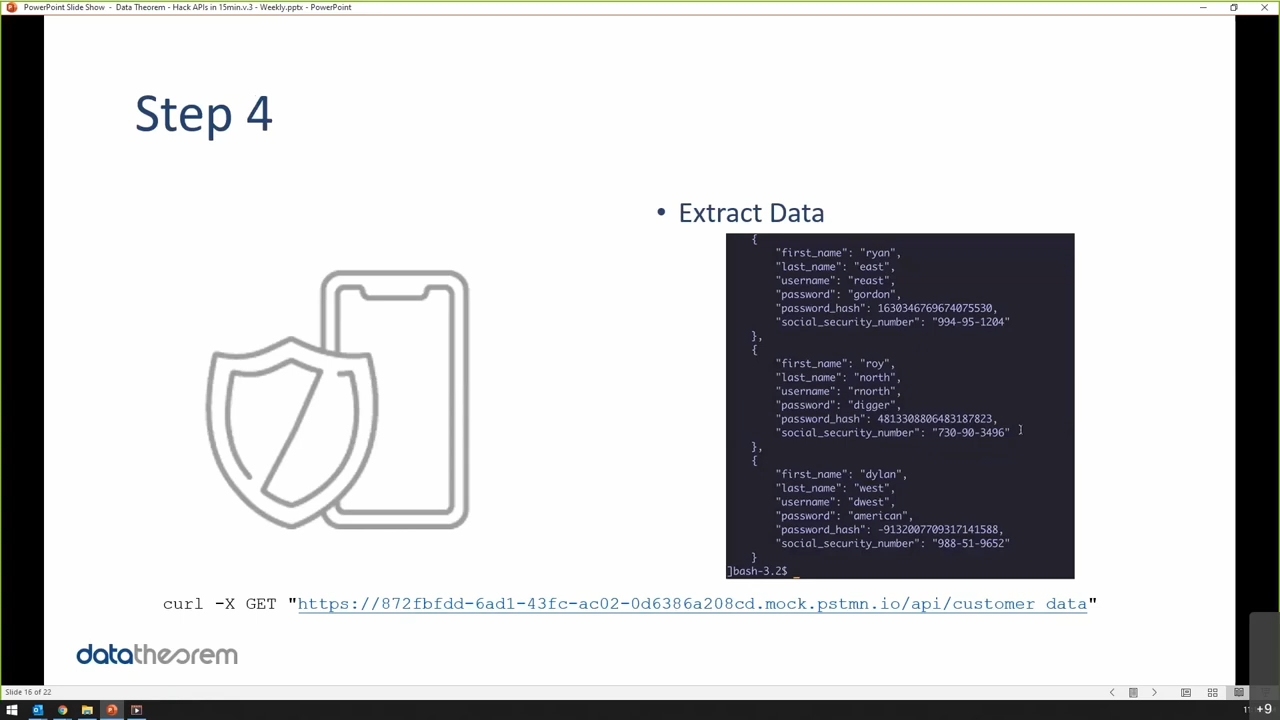 PowerPoint Slide Show - Data Theorem - Hack APIs in 15min.v.3 - Weekly.pptx - PowerPoint
Step 4
• Extract Data
{
"first_name": "ryan",
"last_name": "east",
"username": "reast",
"password": "gordon",
"password_hash": 1630346769674075530,
"social_security_number": "994-95-1204"
},
{
"first_name": "roy",
"last_name": "north",
"username": "rnorth",
"password": "digger",
"password_hash": 4813308806483187823,
"social_security_number": "730-90-3496"
},
{
"first_name": "dylan",
"last_name": "west",
"username": "dwest",
"password": "american",
"password_hash": -9132007709317141588,
"social_security_number": "988-51-9652"
}
]bash-3.2$
curl -X GET "https://872fbfdd-6ad1-43fc-ac02-0d6386a208cd.mock.pstmn.io/api/customer_data"
datatheorem
Slide 16 of 22
+9